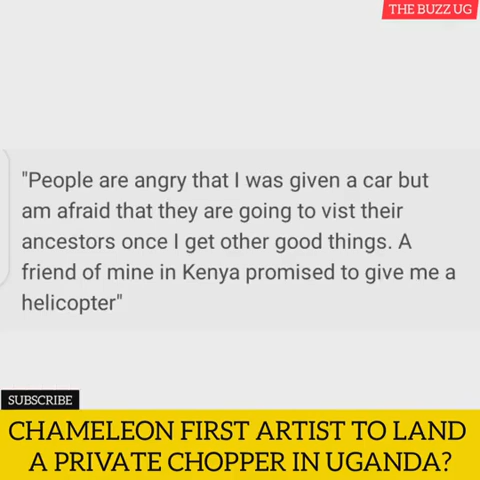 THE BUZZ UG
"People are angry that I was given a car but
am afraid that they are going to vist their
ancestors once I get other good things. A
friend of mine in Kenya promised to give me a
helicopter"
SUBSCRIBE
CHAMELEON FIRST ARTIST TO LAND
A PRIVATE CHOPPER IN UGANDA?